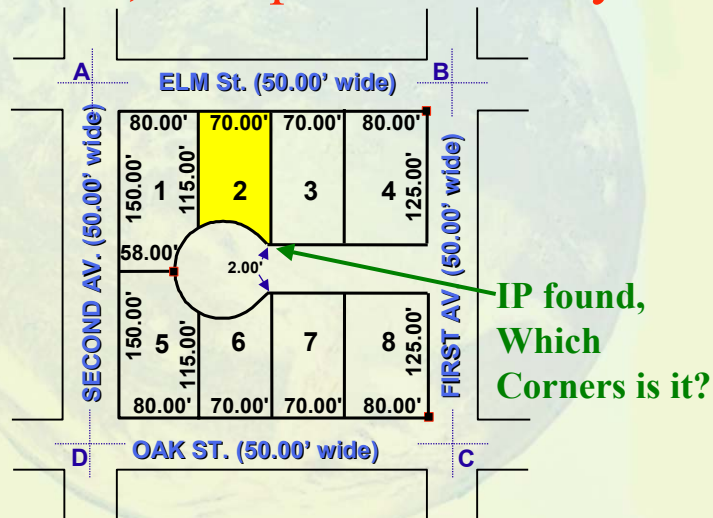 A
ELM St. (50.00' wide)
B
80.00' 70.00' 70.00' 80.00'
SECOND AV. (50.00' wide)
150.00'
1
115.00'
2
3
4
125.00'
FIRST AV (50.00' wide)
58.00'
2.00'
IP found,
Which
Corners is it?
150.00'
5
115.00'
6
7
8
125.00'
80.00' 70.00' 70.00' 80.00'
D
OAK ST. (50.00' wide)
C